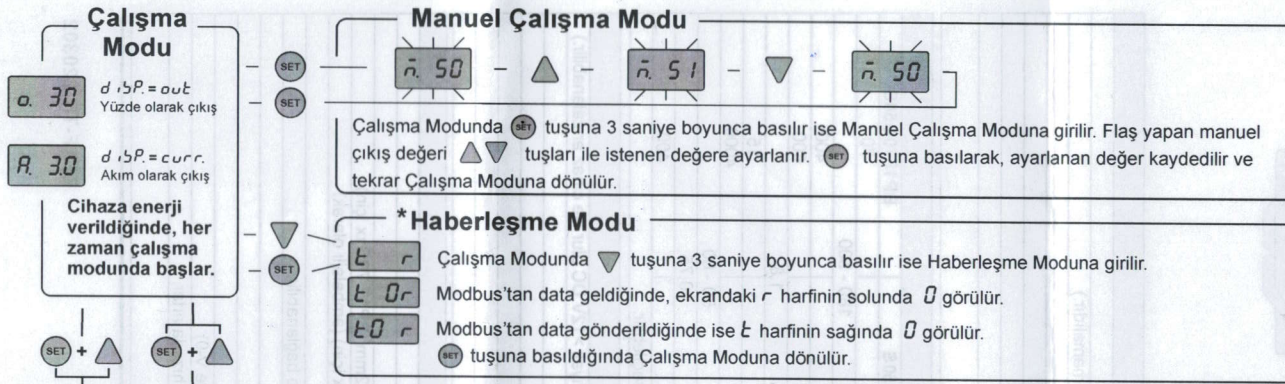 Çalışma
Modu
o. 30
d iSP. = out
Yüzde olarak çıkış
A. 3.0
d iSP. = curr.
Akım olarak çıkış
Cihaza enerji
verildiğinde, her
zaman çalışma
modunda başlar.
SET + SET +
SET
SET
Manuel Çalışma Modu
50 - - 51 - - 50
Çalışma Modunda SET tuşuna 3 saniye boyunca basılır ise Manuel Çalışma Moduna girilir. Flaş yapan manuel
çıkış değeri tuşları ile istenen değere ayarlanır. SET tuşuna basılarak, ayarlanan değer kaydedilir ve
tekrar Çalışma Moduna dönülür.
SET
*Haberleşme Modu
t r Çalışma Modunda tuşuna 3 saniye boyunca basılır ise Haberleşme Moduna girilir.
t 0r Modbus'tan data geldiğinde, ekrandaki r harfinin solunda 0 görülür.
t0 r Modbus'tan data gönderildiğinde ise t harfinin sağında 0 görülür.
SET tuşuna basıldığında Çalışma Moduna dönülür.